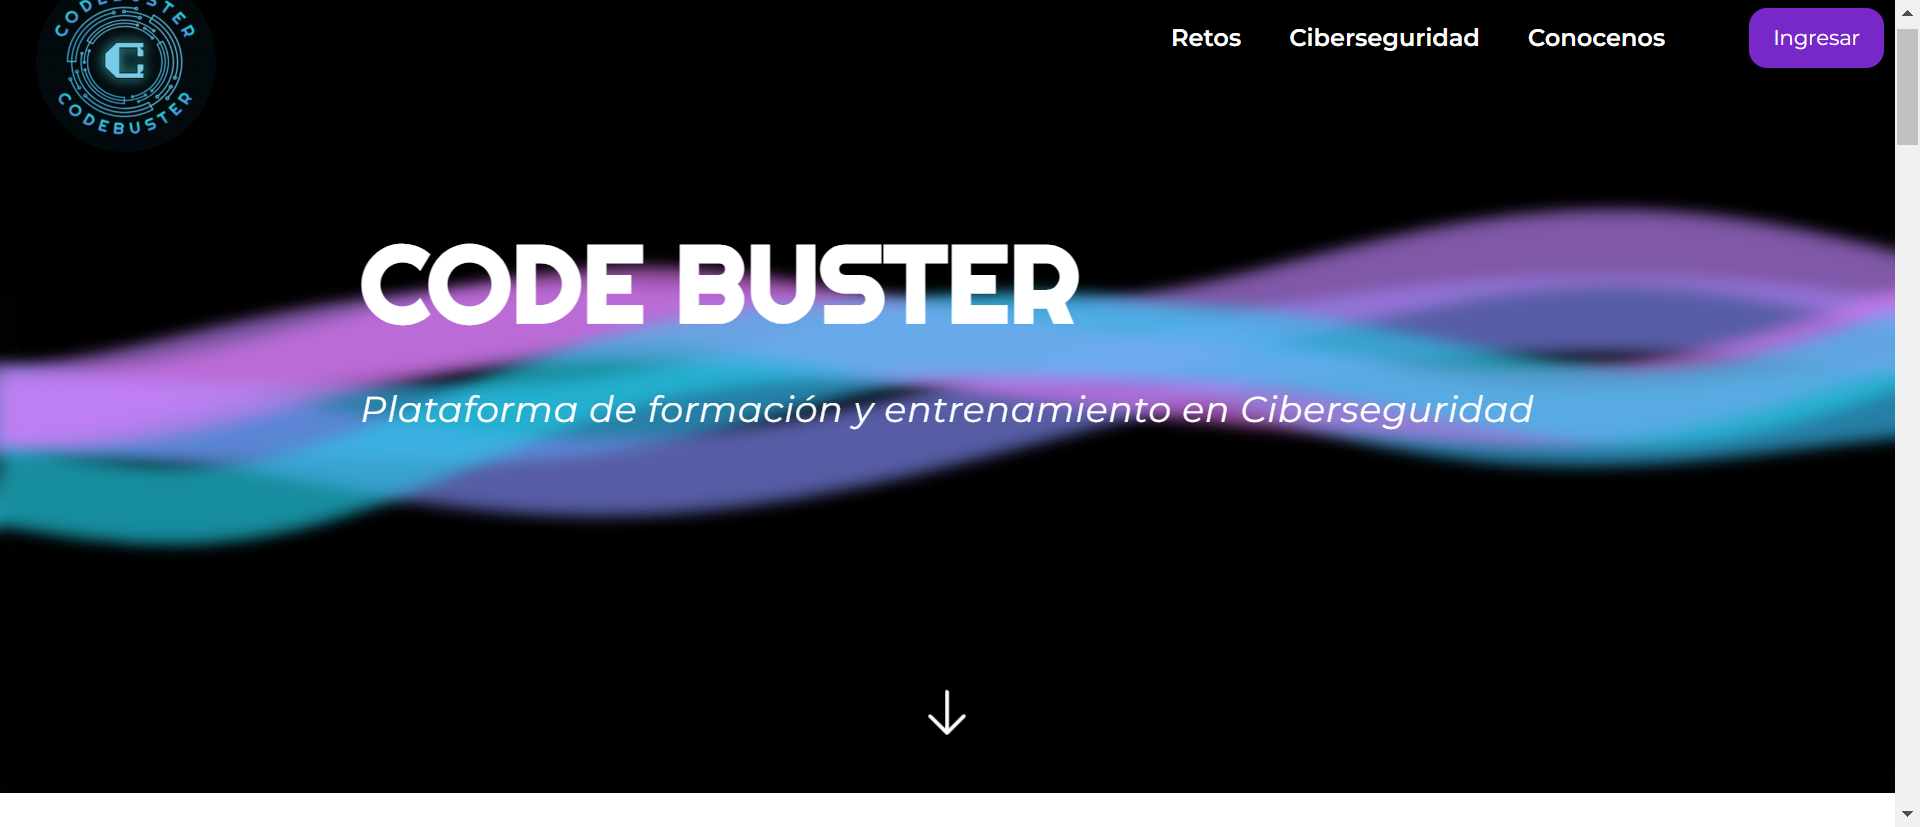 CODEBUSTER
C
CODEBUSTER
Retos Ciberseguridad Conocenos Ingresar
CODE BUSTER
Plataforma de formación y entrenamiento en Ciberseguridad